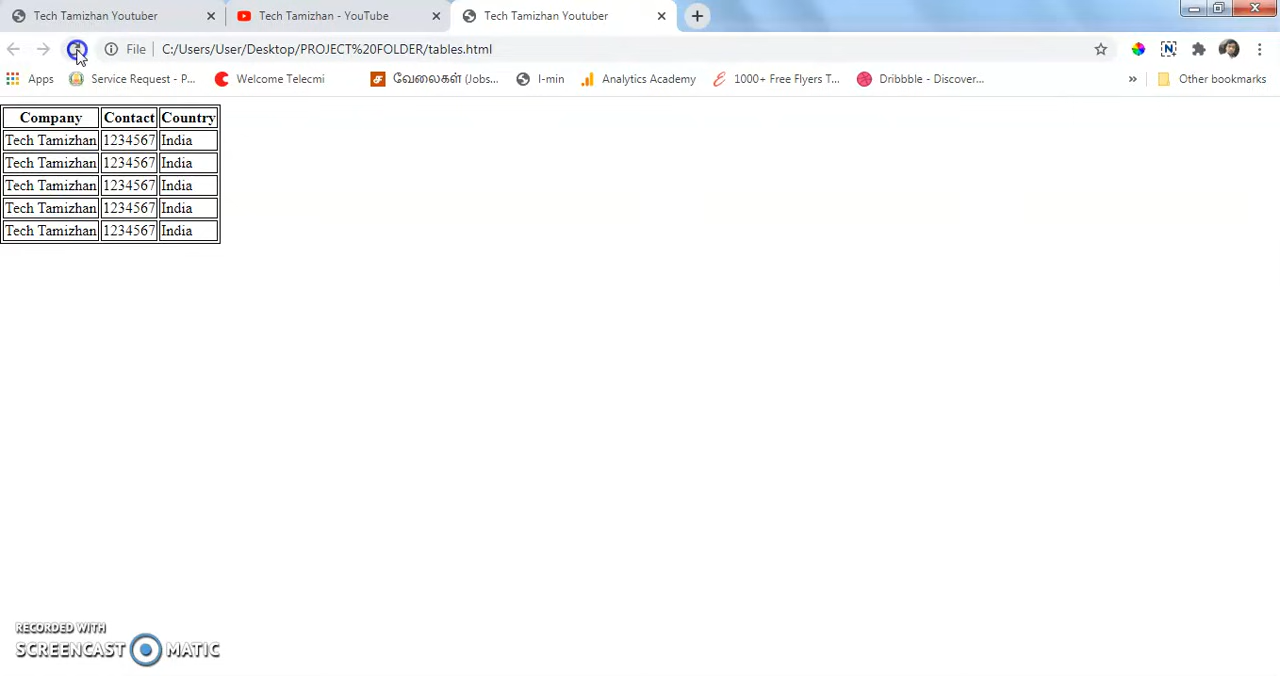 Tech Tamizhan Youtuber
Tech Tamizhan - YouTube
Tech Tamizhan Youtuber
File
C:/Users/User/Desktop/PROJECT%20FOLDER/tables.html
Apps
Service Request - P...
Welcome Telecmi
வேலைகள் (Jobs...
I-min
Analytics Academy
1000+ Free Flyers T...
Dribbble - Discover...
»
Other bookmarks
Company Contact Country
Tech Tamizhan 1234567 India
Tech Tamizhan 1234567 India
Tech Tamizhan 1234567 India
Tech Tamizhan 1234567 India
Tech Tamizhan 1234567 India
RECORDED WITH
SCREENCAST MATIC